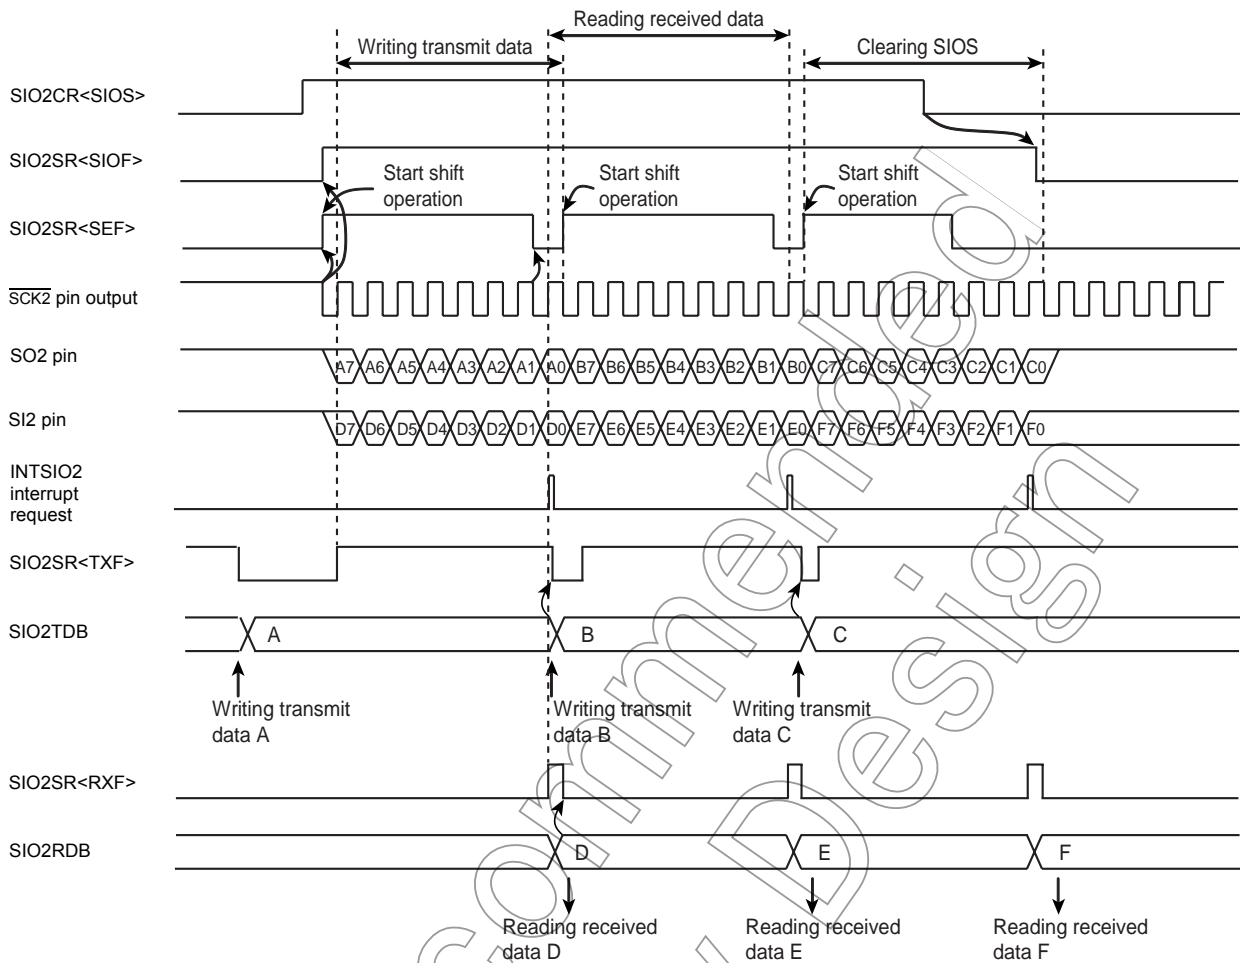 Reading received data
Writing transmit data
Clearing SIOS
SIO2CR<SIOS>
SIO2SR<SIOF>
Start shift
operation
Start shift
operation
Start shift
operation
SIO2SR<SEF>
SCK2 pin output
SO2 pin
A7 A6 A5 A4 A3 A2 A1 A0 B7 B6 B5 B4 B3 B2 B1 B0 C7 C6 C5 C4 C3 C2 C1 C0
SI2 pin
D7 D6 D5 D4 D3 D2 D1 D0 E7 E6 E5 E4 E3 E2 E1 E0 F7 F6 F5 F4 F3 F2 F1 F0
INTSIO2
interrupt
request
SIO2SR<TXF>
SIO2TDB
A
B
C
Writing transmit
data A
Writing transmit
data B
Writing transmit
data C
SIO2SR<RXF>
SIO2RDB
D
E
F
Reading received
data D
Reading received
data E
Reading received
data F
commended
Design